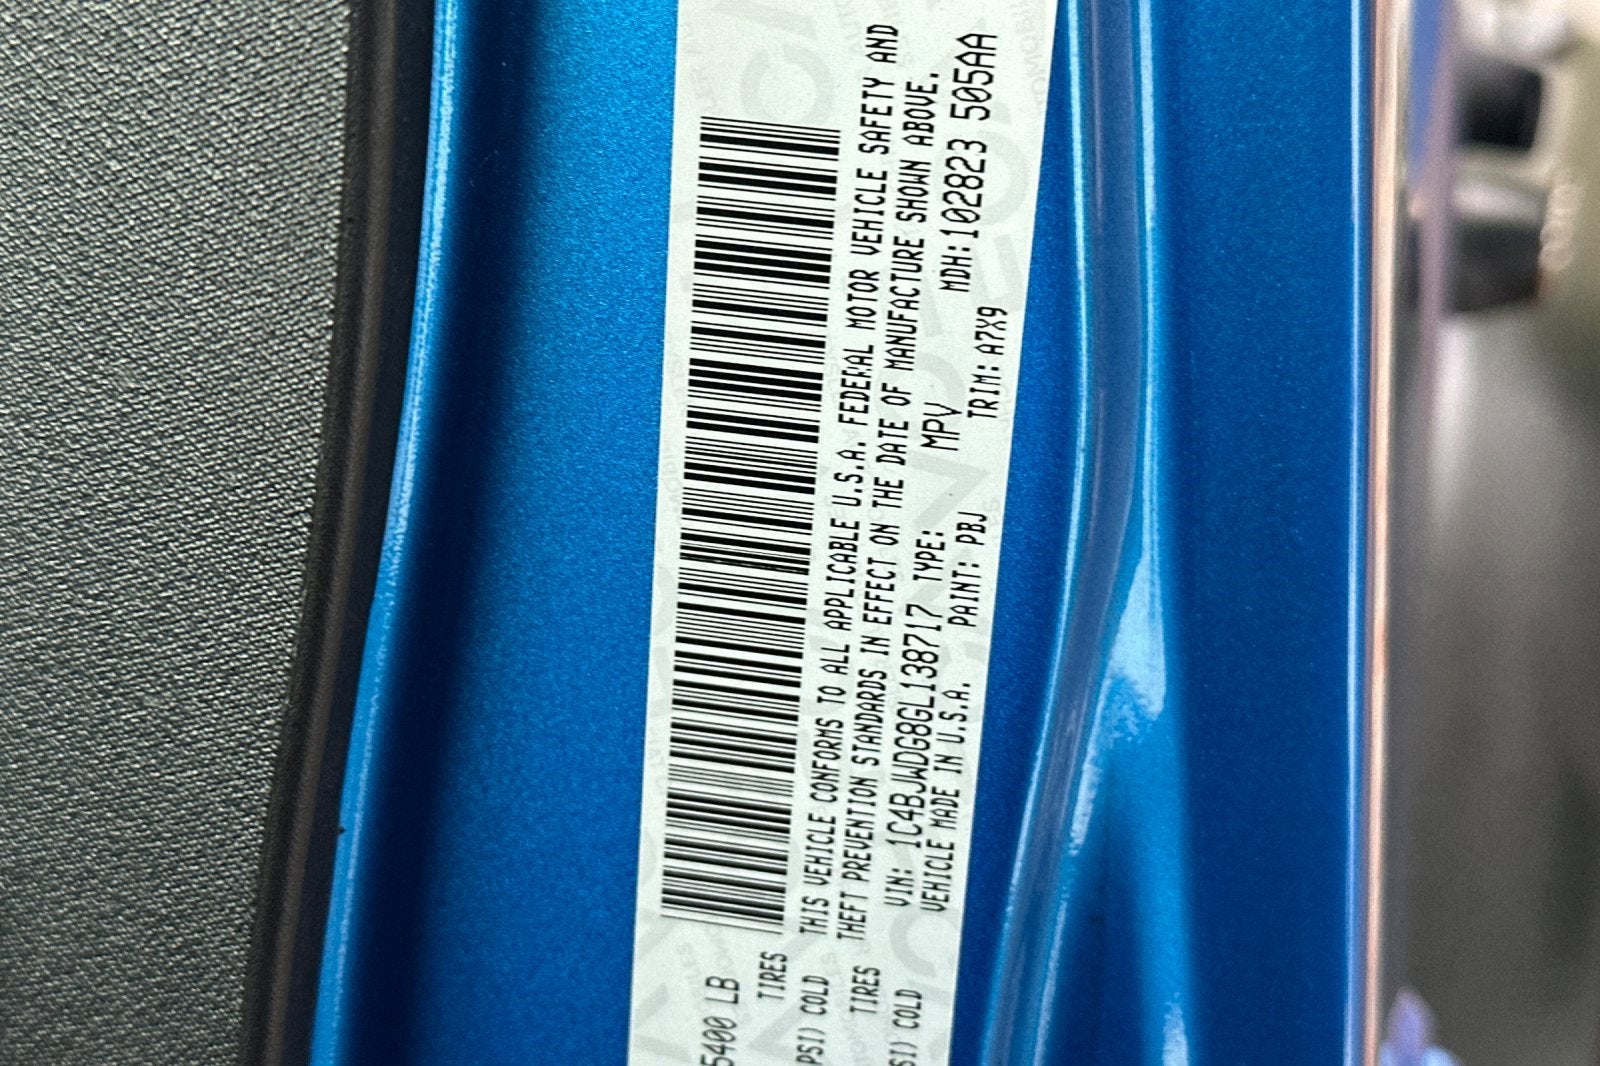 5400 LB
TIRES
PSI) COLD
TIRES
SI) COLD
THIS VEHICLE CONFORMS TO ALL APPLICABLE U.S.A. FEDERAL MOTOR VEHICLE SAFETY AND
THEFT PREVENTION STANDARDS IN EFFECT ON THE DATE OF MANUFACTURE SHOWN ABOVE.
VIN: 1C4BJWDG8GL138717 TYPE: MPV MDH:102823 505AA
VEHICLE MADE IN U.S.A. PAINT: PBJ TRIM: A7X9